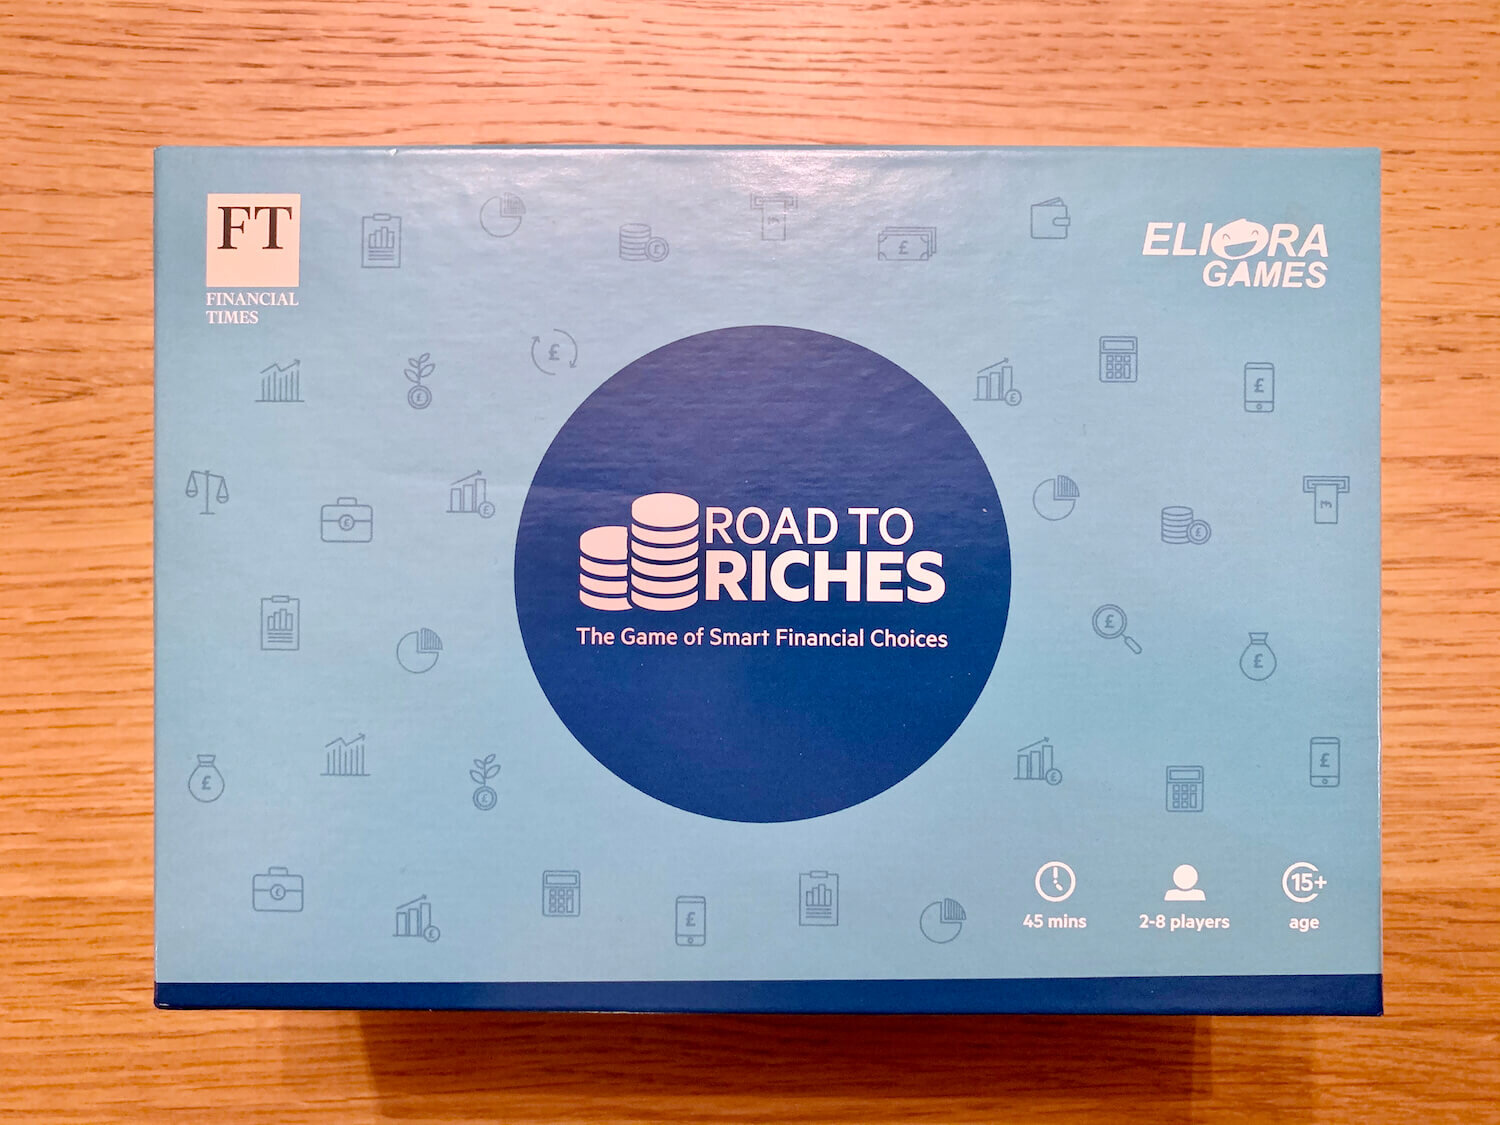 FT
FINANCIAL
TIMES
ELIORA
GAMES
ROAD TO
RICHES
The Game of Smart Financial Choices
45 mins
2-8 players
15+
age